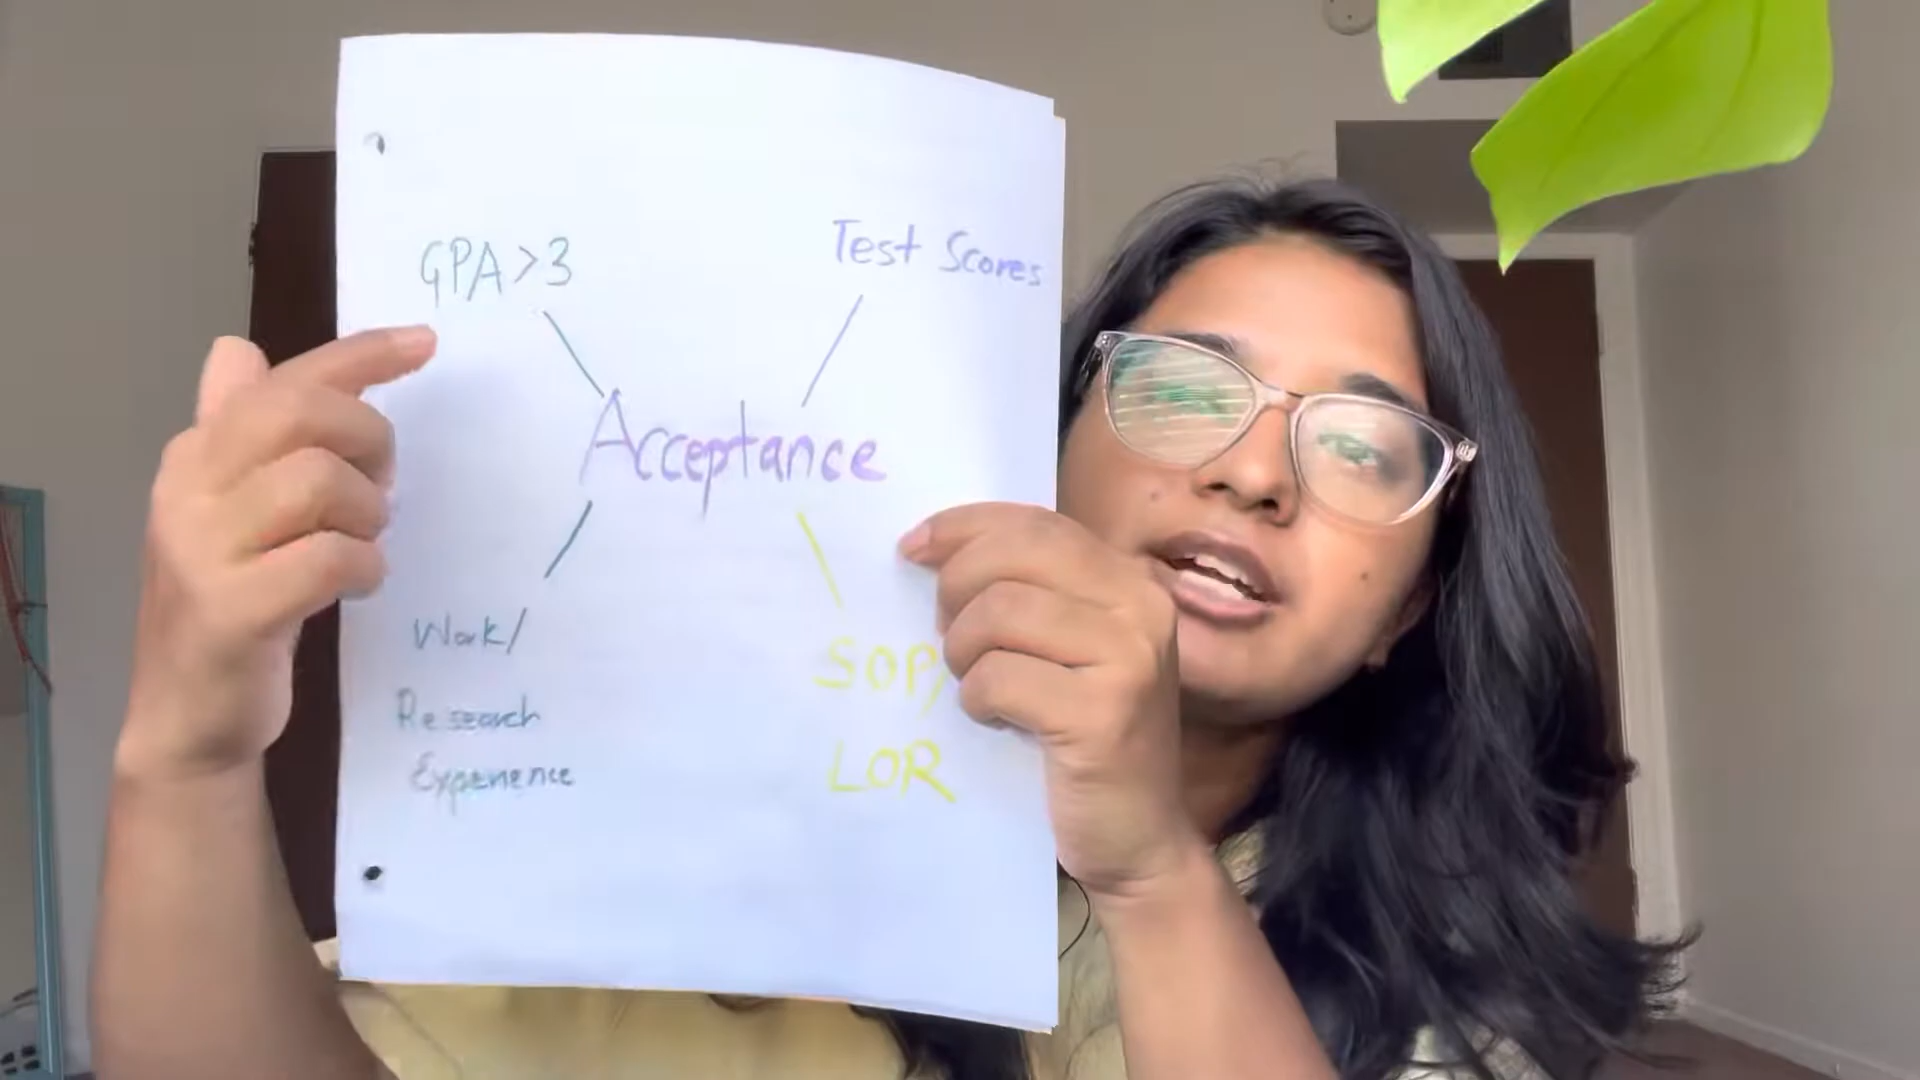 GPA>3
Test Scores
Acceptance
Work/
Research
Experience
SOP/
LOR